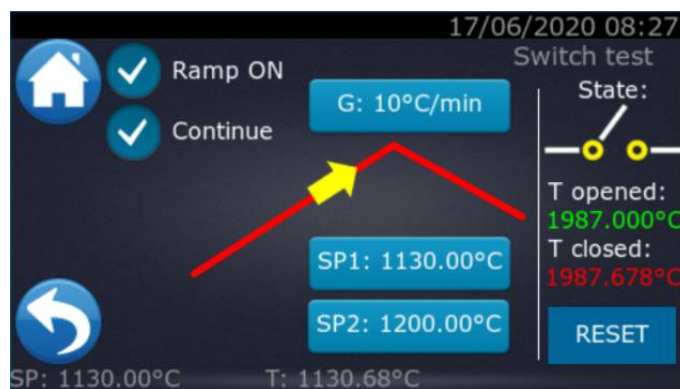 17/06/2020 08:27
Switch test
Ramp ON
Continue
G: 10°C/min
SP1: 1130.00°C
SP2: 1200.00°C
State:
T opened:
1987.000°C
T closed:
1987.678°C
RESET
SP: 1130.00°C
T: 1130.68°C